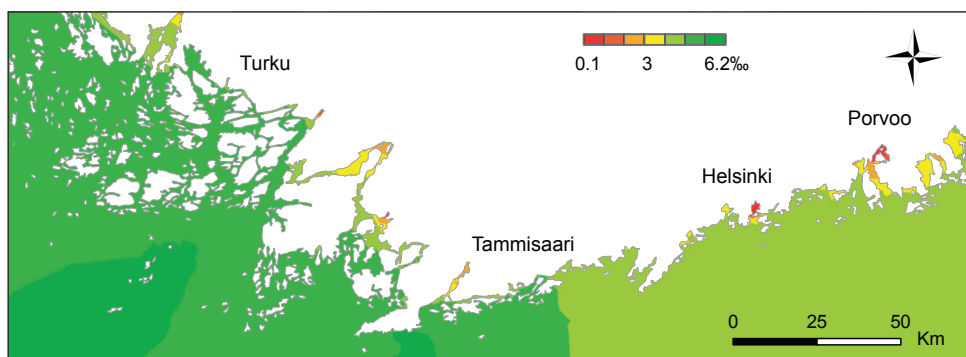 Turku
0.1 3 6.2‰
Porvoo
Helsinki
Tammisaari
0 25 50
Km